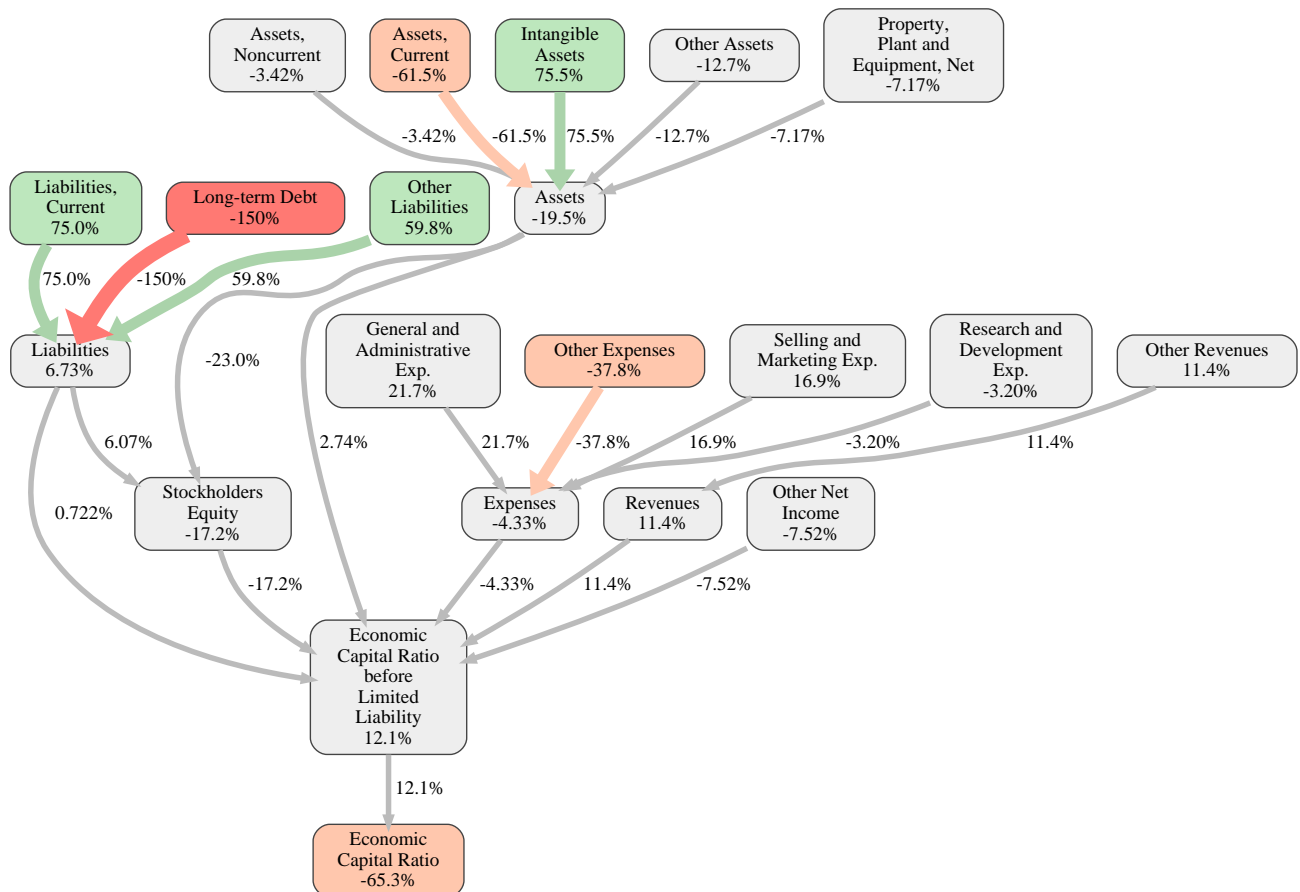 Assets,
Noncurrent
-3.42%
Assets,
Current
-61.5%
Intangible
Assets
75.5%
Other Assets
-12.7%
Property,
Plant and
Equipment, Net
-7.17%
-3.42%
-61.5%
75.5%
-12.7%
-7.17%
Liabilities,
Current
75.0%
Long-term Debt
-150%
Other
Liabilities
59.8%
Assets
-19.5%
75.0%
-150%
59.8%
Liabilities
6.73%
-23.0%
General and
Administrative
Exp.
21.7%
Other Expenses
-37.8%
Selling and
Marketing Exp.
16.9%
Research and
Development
Exp.
-3.20%
Other Revenues
11.4%
6.07%
2.74%
21.7%
-37.8%
16.9%
-3.20%
11.4%
0.722%
Stockholders
Equity
-17.2%
Expenses
-4.33%
Revenues
11.4%
Other Net
Income
-7.52%
-17.2%
-4.33%
11.4%
-7.52%
Economic
Capital Ratio
before
Limited
Liability
12.1%
12.1%
Economic
Capital Ratio
-65.3%